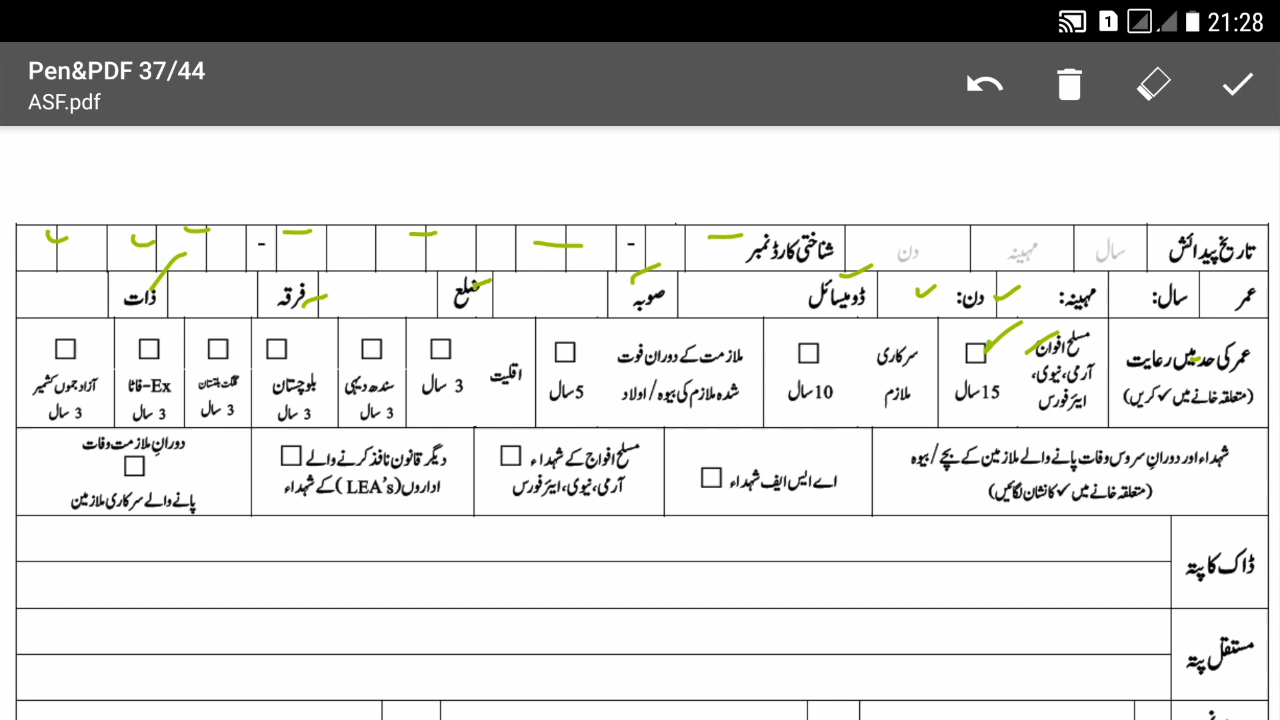 21:28
Pen&PDF 37/44
ASF.pdf
تاریخ پیدائش سال مہینہ دن شناختی کارڈ نمبر - -
عمر سال: مہینہ: دن: ڈومیسائل صوبہ ضلع فرقہ ذات
عمر کی حد میں رعایت
(متعلقہ خانے میں ✓ کریں)
مسلح افواج
آرمی، نیوی،
ایئر فورس
15 سال
سرکاری
ملازم
10 سال
ملازمت کے دوران فوت
شدہ ملازم کی بیوہ / اولاد
5 سال
اقلیت
3 سال
سندھ دیہی
3 سال
بلوچستان
3 سال
گلگت بلتستان
3 سال
Ex-فاٹا
3 سال
آزاد جموں کشمیر
3 سال
شہداء اور دورانِ سروس وفات پانے والے ملازمین کے بچے / بیوہ
(متعلقہ خانے میں ✓ کا نشان لگائیں)
اے ایس ایف شہداء
مسلح افواج کے شہداء
آرمی، نیوی، ایئر فورس
دیگر قانون نافذ کرنے والے
اداروں (LEA's) کے شہداء
دورانِ ملازمت وفات
پانے والے سرکاری ملازمین
ڈاک کا پتہ
مستقل پتہ